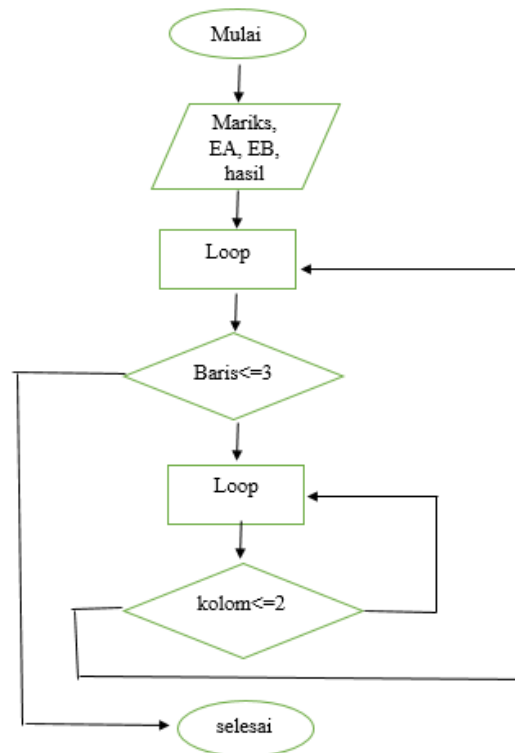 Mulai
Mariks,
EA, EB,
hasil
Loop
Baris<=3
Loop
kolom<=2
selesai